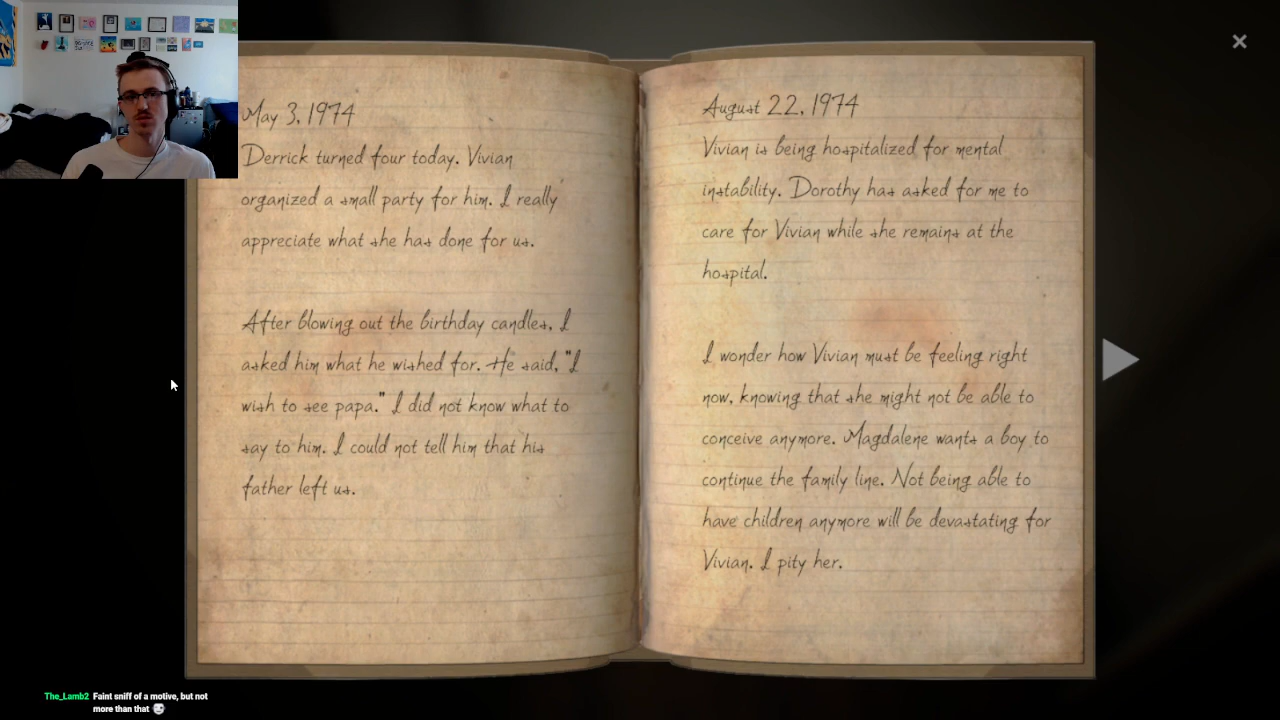 May 3, 1974
Derrick turned four today. Vivian
organized a small party for him. I really
appreciate what she has done for us.
After blowing out the birthday candles, I
asked him what he wished for. He said, "I
wish to see papa." I did not know what to
say to him. I could not tell him that his
father left us.
August 22, 1974
Vivian is being hospitalized for mental
instability. Dorothy has asked for me to
care for Vivian while she remains at the
hospital.
I wonder how Vivian must be feeling right
now, knowing that she might not be able to
conceive anymore. Magdalene wants a boy to
continue the family line. Not being able to
have children anymore will be devastating for
Vivian. I pity her.
The_Lamb2 Faint sniff of a motive, but not
more than that